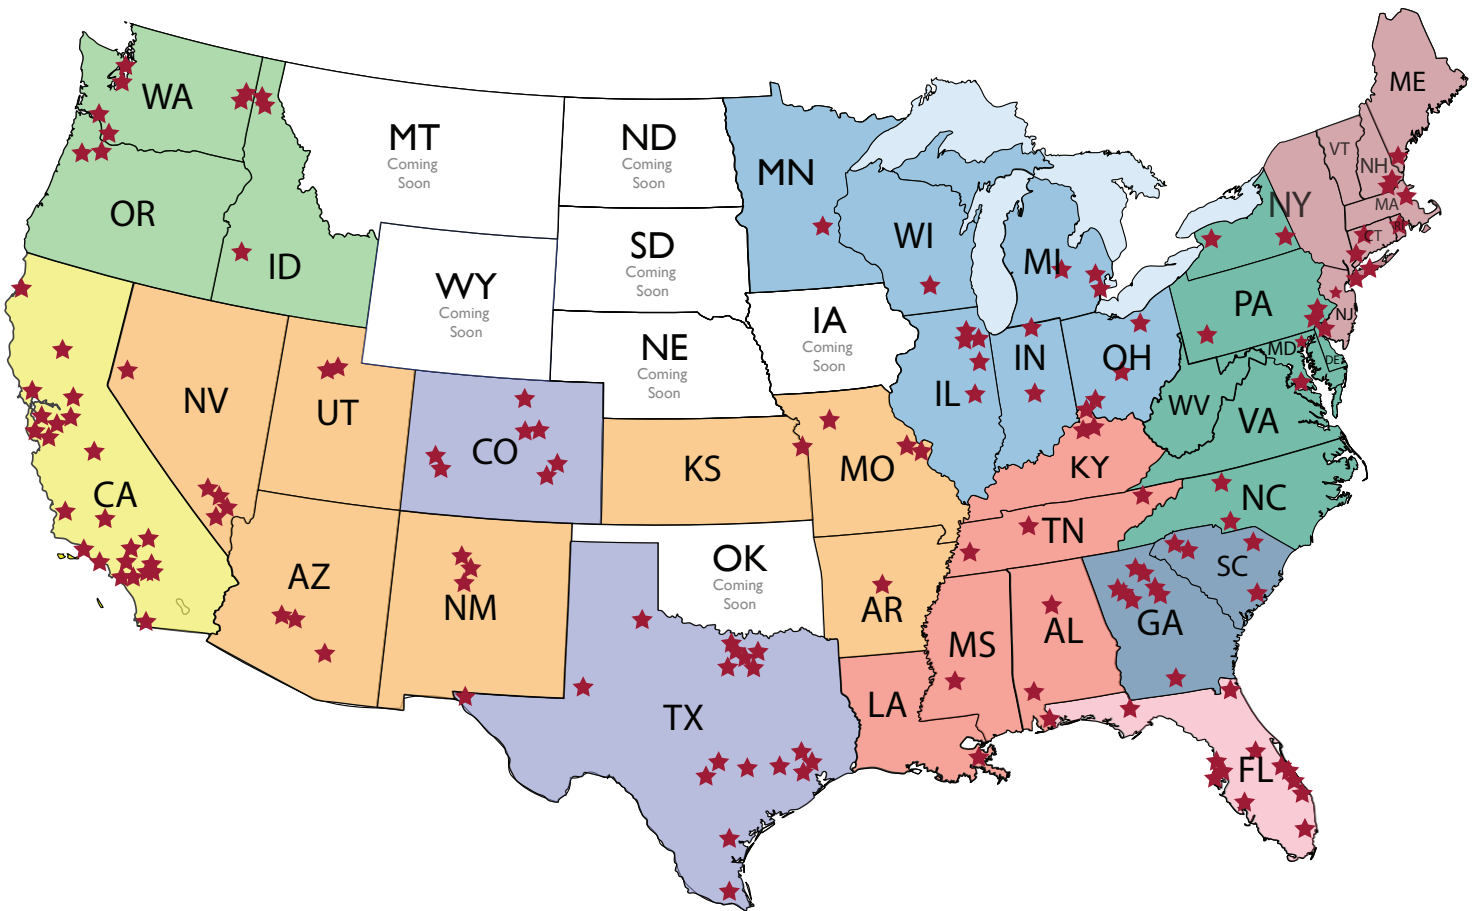 WA
MT
Coming
Soon
ND
Coming
Soon
MN
ME
VT
NH
NY
MA
CT
RI
OR
ID
WY
Coming
Soon
SD
Coming
Soon
WI
MI
IA
Coming
Soon
NE
Coming
Soon
PA
NJ
MD
DE
NV
UT
CO
KS
MO
IL
IN
OH
WV
VA
KY
CA
AZ
NM
OK
Coming
Soon
AR
TN
NC
SC
MS
AL
GA
TX
LA
FL